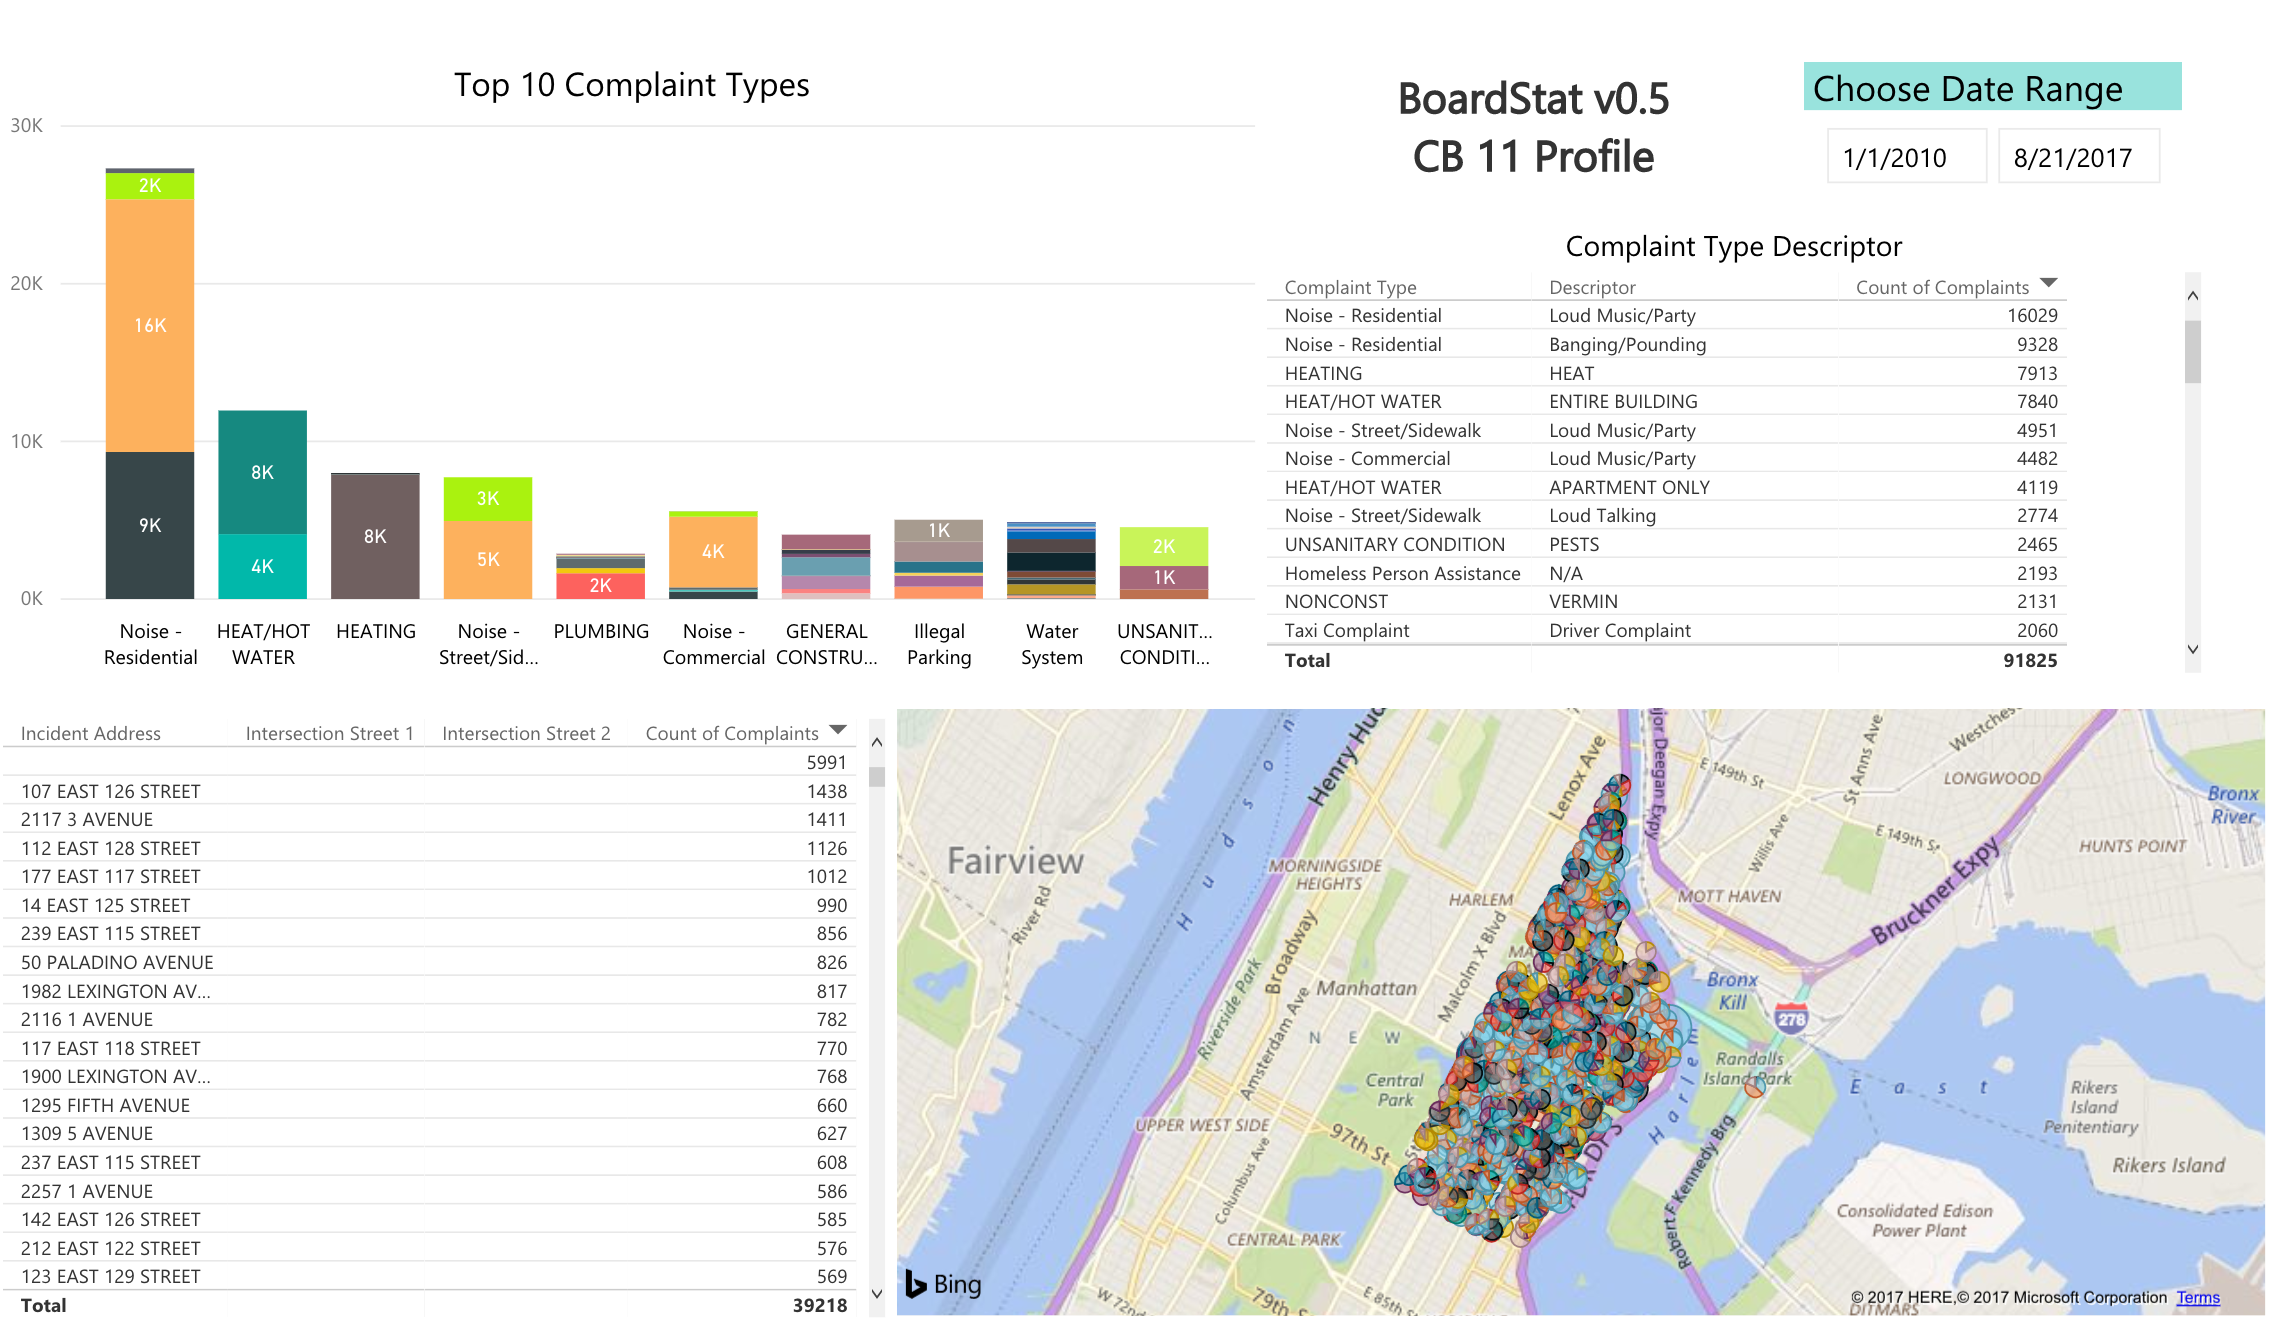 Top 10 Complaint Types
30K
20K
10K
0K
2K
16K
9K
8K
4K
8K
3K
5K
2K
4K
1K
2K
1K
Noise - Residential
HEAT/HOT WATER
HEATING
Noise - Street/Sid...
PLUMBING
Noise - Commercial
GENERAL CONSTRU...
Illegal Parking
Water System
UNSANIT... CONDITI...
BoardStat v0.5
CB 11 Profile
Choose Date Range
1/1/2010 8/21/2017
Complaint Type Descriptor
Complaint Type Descriptor Count of Complaints
Noise - Residential Loud Music/Party 16029
Noise - Residential Banging/Pounding 9328
HEATING HEAT 7913
HEAT/HOT WATER ENTIRE BUILDING 7840
Noise - Street/Sidewalk Loud Music/Party 4951
Noise - Commercial Loud Music/Party 4482
HEAT/HOT WATER APARTMENT ONLY 4119
Noise - Street/Sidewalk Loud Talking 2774
UNSANITARY CONDITION PESTS 2465
Homeless Person Assistance N/A 2193
NONCONST VERMIN 2131
Taxi Complaint Driver Complaint 2060
Total 91825
Incident Address Intersection Street 1 Intersection Street 2 Count of Complaints
5991
107 EAST 126 STREET 1438
2117 3 AVENUE 1411
112 EAST 128 STREET 1126
177 EAST 117 STREET 1012
14 EAST 125 STREET 990
239 EAST 115 STREET 856
50 PALADINO AVENUE 826
1982 LEXINGTON AV... 817
2116 1 AVENUE 782
117 EAST 118 STREET 770
1900 LEXINGTON AV... 768
1295 FIFTH AVENUE 660
1309 5 AVENUE 627
237 EAST 115 STREET 608
2257 1 AVENUE 586
142 EAST 126 STREET 585
212 EAST 122 STREET 576
123 EAST 129 STREET 569
Total 39218
Fairview
River Rd
Hudson
Henry Hud
Lenox Ave
jor Deegan Expy
E 149th St
St Anns Ave
Westches
LONGWOOD
Bronx River
HUNTS POINT
E 149th St
Willis Ave
MORNINGSIDE HEIGHTS
HARLEM
MOTT HAVEN
Bruckner Expy
Broadway
Malcolm X Blvd
MA
Riverside Park
Manhattan
Bronx Kill
278
Amsterdam Ave
N E W
Central Park
Harlem
Randalls Island Park
East
Rikers Island Penitentiary
UPPER WEST SIDE
97th St
Columbus Ave
Robert F Kennedy Brg
Rikers Island
CENTRAL PARK
Consolidated Edison Power Plant
W 72nd
79th S
E 85th St
DITMARS
Bing
© 2017 HERE,© 2017 Microsoft Corporation Terms